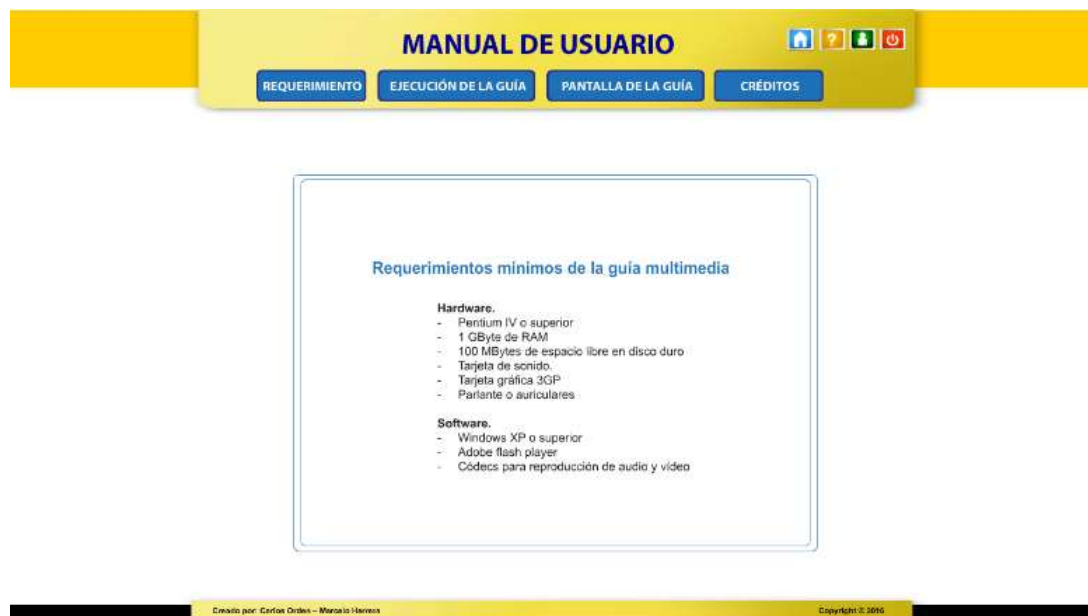 MANUAL DE USUARIO
?
REQUERIMIENTO
EJECUCIÓN DE LA GUÍA
PANTALLA DE LA GUÍA
CRÉDITOS
Requerimientos mínimos de la guía multimedia
Hardware.
- Pentium IV o superior
- 1 GByte de RAM
- 100 MBytes de espacio libre en disco duro
- Tarjeta de sonido.
- Tarjeta gráfica 3GP
- Parlante o auriculares
Software.
- Windows XP o superior
- Adobe flash player
- Códecs para reproducción de audio y vídeo
Creado por: Carlos – Marcelo Herrera
Copyright © 2016